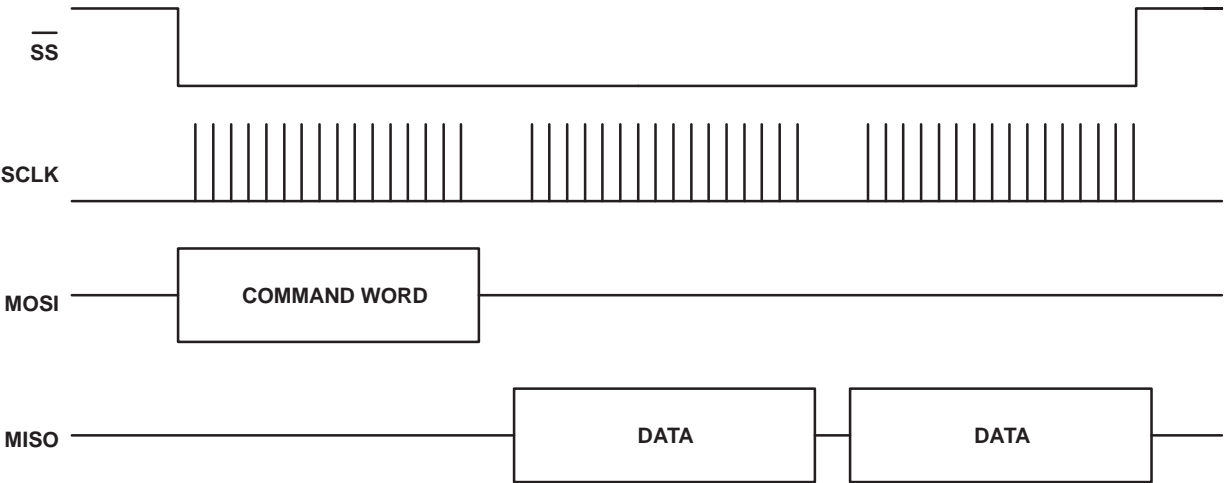 SS
SCLK
MOSI
COMMAND WORD
MISO
DATA
DATA